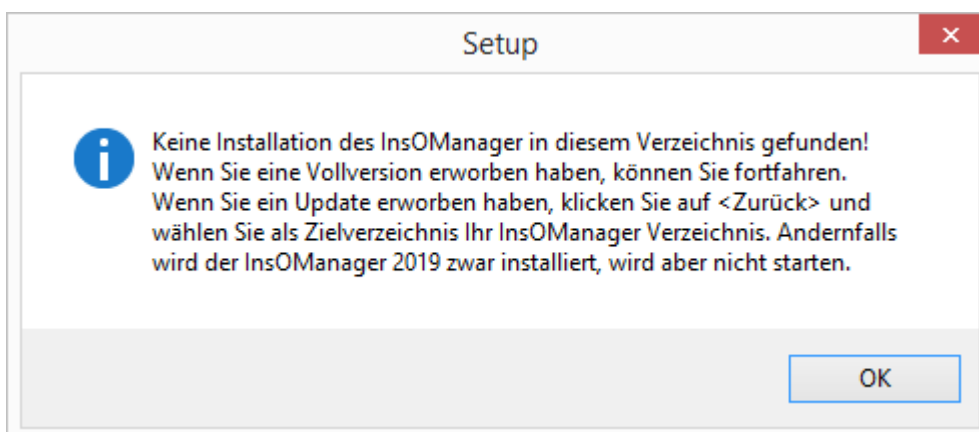 Setup
Keine Installation des InsOManager in diesem Verzeichnis gefunden!
Wenn Sie eine Vollversion erworben haben, können Sie fortfahren.
Wenn Sie ein Update erworben haben, klicken Sie auf <Zurück> und
wählen Sie als Zielverzeichnis Ihr InsOManager Verzeichnis. Andernfalls
wird der InsOManager 2019 zwar installiert, wird aber nicht starten.
OK